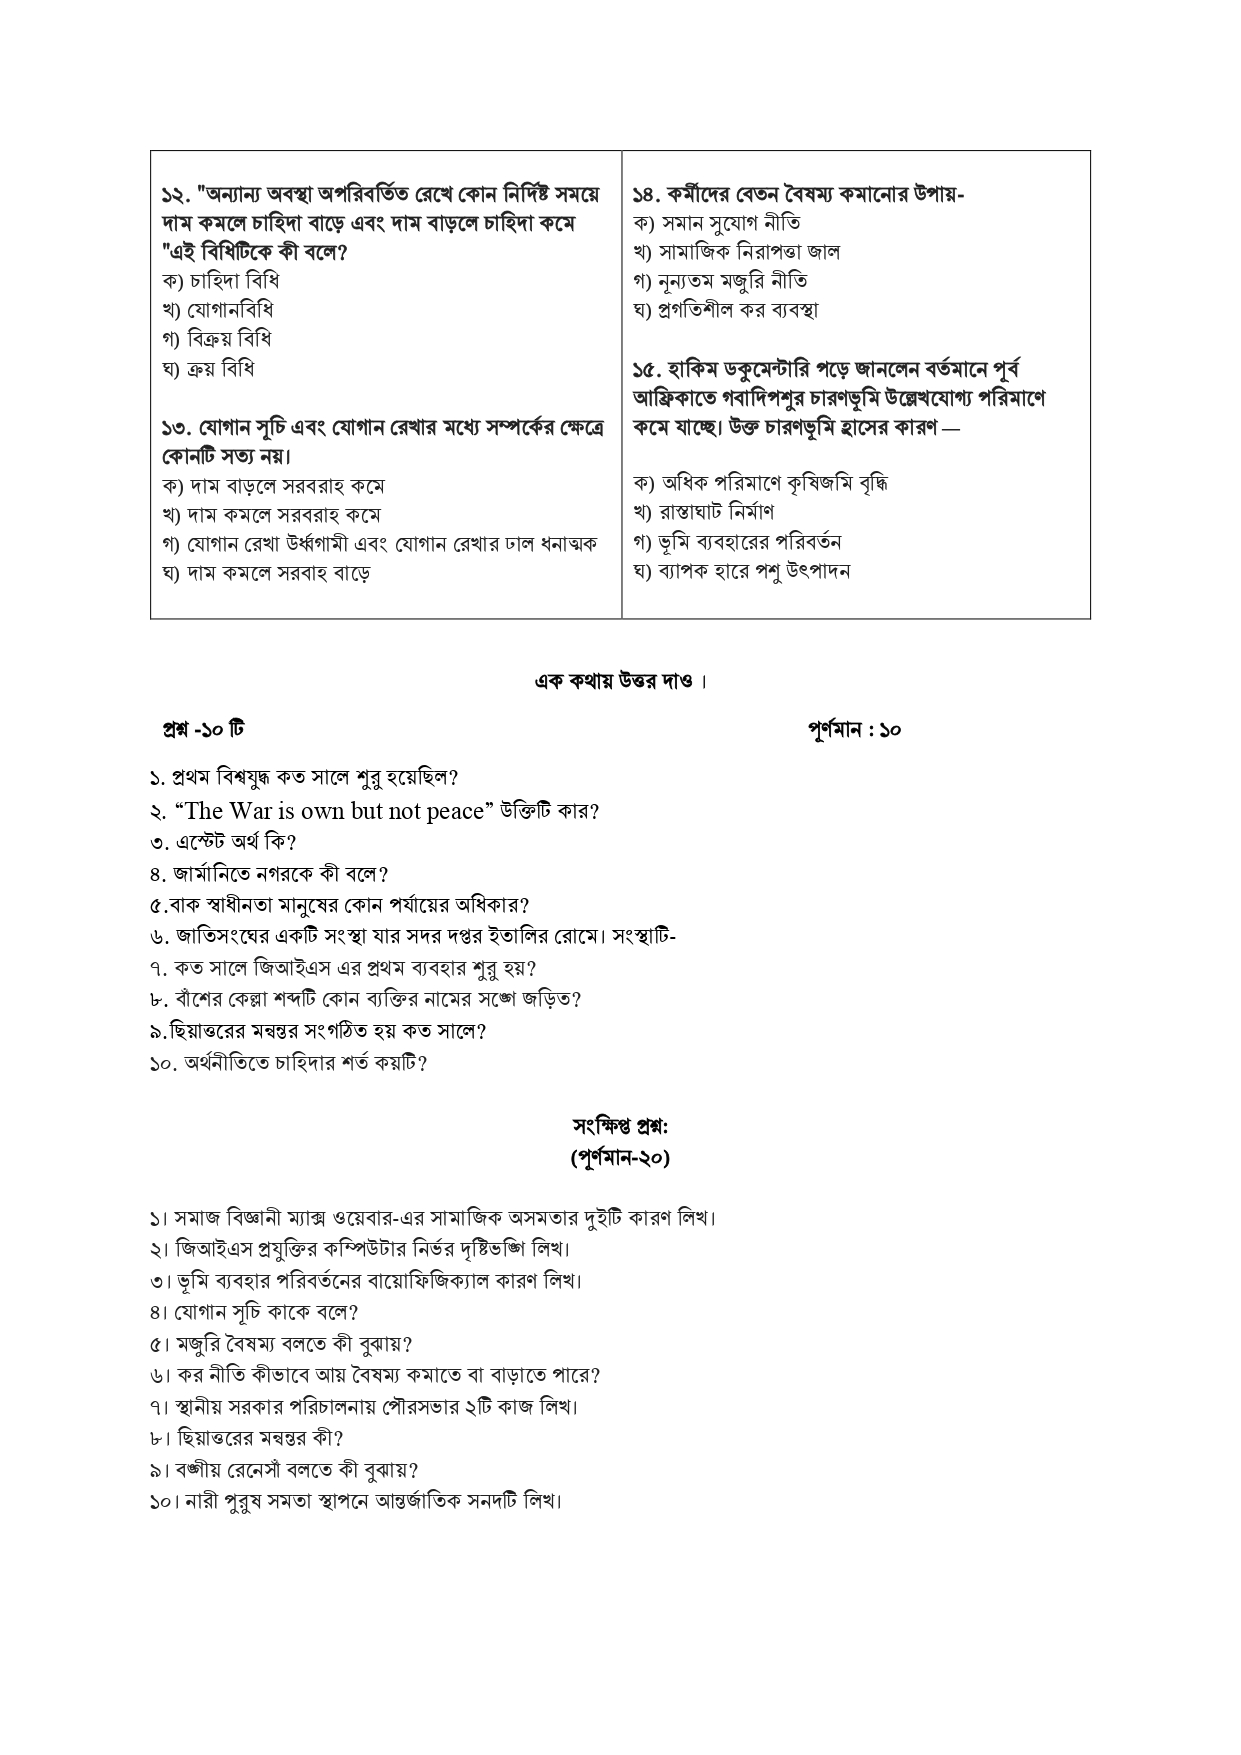 ১২. "অন্যান্য অবস্থা অপরিবর্তিত রেখে কোন নির্দিষ্ট সময়ে
দাম কমলে চাহিদা বাড়ে এবং দাম বাড়লে চাহিদা কমে
"এই বিধিটিকে কী বলে?
ক) চাহিদা বিধি
খ) যোগানবিধি
গ) বিক্রয় বিধি
ঘ) ক্রয় বিধি
১৩. যোগান সূচি এবং যোগান রেখার মধ্যে সম্পর্কের ক্ষেত্রে
কোনটি সত্য নয়।
ক) দাম বাড়লে সরবরাহ কমে
খ) দাম কমলে সরবরাহ কমে
গ) যোগান রেখা উর্ধ্বগামী এবং যোগান রেখার ঢাল ধনাত্মক
ঘ) দাম কমলে সরবাহ বাড়ে
১৪. কর্মীদের বেতন বৈষম্য কমানোর উপায়-
ক) সমান সুযোগ নীতি
খ) সামাজিক নিরাপত্তা জাল
গ) নূন্যতম মজুরি নীতি
ঘ) প্রগতিশীল কর ব্যবস্থা
১৫. হাকিম ডকুমেন্টারি পড়ে জানলেন বর্তমানে পূর্ব
আফ্রিকাতে গবাদিপশুর চারণভূমি উল্লেখযোগ্য পরিমাণে
কমে যাচ্ছে। উক্ত চারণভূমি হ্রাসের কারণ —
ক) অধিক পরিমাণে কৃষিজমি বৃদ্ধি
খ) রাস্তাঘাট নির্মাণ
গ) ভূমি ব্যবহারের পরিবর্তন
ঘ) ব্যাপক হারে পশু উৎপাদন
এক কথায় উত্তর দাও ।
প্রশ্ন -১০ টি পূর্ণমান : ১০
১. প্রথম বিশ্বযুদ্ধ কত সালে শুরু হয়েছিল?
২. “The War is own but not peace” উক্তিটি কার?
৩. এস্টেট অর্থ কি?
৪. জার্মানিতে নগরকে কী বলে?
৫.বাক স্বাধীনতা মানুষের কোন পর্যায়ের অধিকার?
৬. জাতিসংঘের একটি সংস্থা যার সদর দপ্তর ইতালির রোমে। সংস্থাটি-
৭. কত সালে জিআইএস এর প্রথম ব্যবহার শুরু হয়?
৮. বাঁশের কেল্লা শব্দটি কোন ব্যক্তির নামের সঙ্গে জড়িত?
৯.ছিয়াত্তরের মন্বন্তর সংগঠিত হয় কত সালে?
১০. অর্থনীতিতে চাহিদার শর্ত কয়টি?
সংক্ষিপ্ত প্রশ্ন:
(পূর্ণমান-২০)
১। সমাজ বিজ্ঞানী ম্যাক্স ওয়েবার-এর সামাজিক অসমতার দুইটি কারণ লিখ।
২। জিআইএস প্রযুক্তির কম্পিউটার নির্ভর দৃষ্টিভঙ্গি লিখ।
৩। ভূমি ব্যবহার পরিবর্তনের বায়োফিজিক্যাল কারণ লিখ।
৪। যোগান সূচি কাকে বলে?
৫। মজুরি বৈষম্য বলতে কী বুঝায়?
৬। কর নীতি কীভাবে আয় বৈষম্য কমাতে বা বাড়াতে পারে?
৭। স্থানীয় সরকার পরিচালনায় পৌরসভার ২টি কাজ লিখ।
৮। ছিয়াত্তরের মন্বন্তর কী?
৯। বঙ্গীয় রেনেসাঁ বলতে কী বুঝায়?
১০। নারী পুরুষ সমতা স্থাপনে আন্তর্জাতিক সনদটি লিখ।